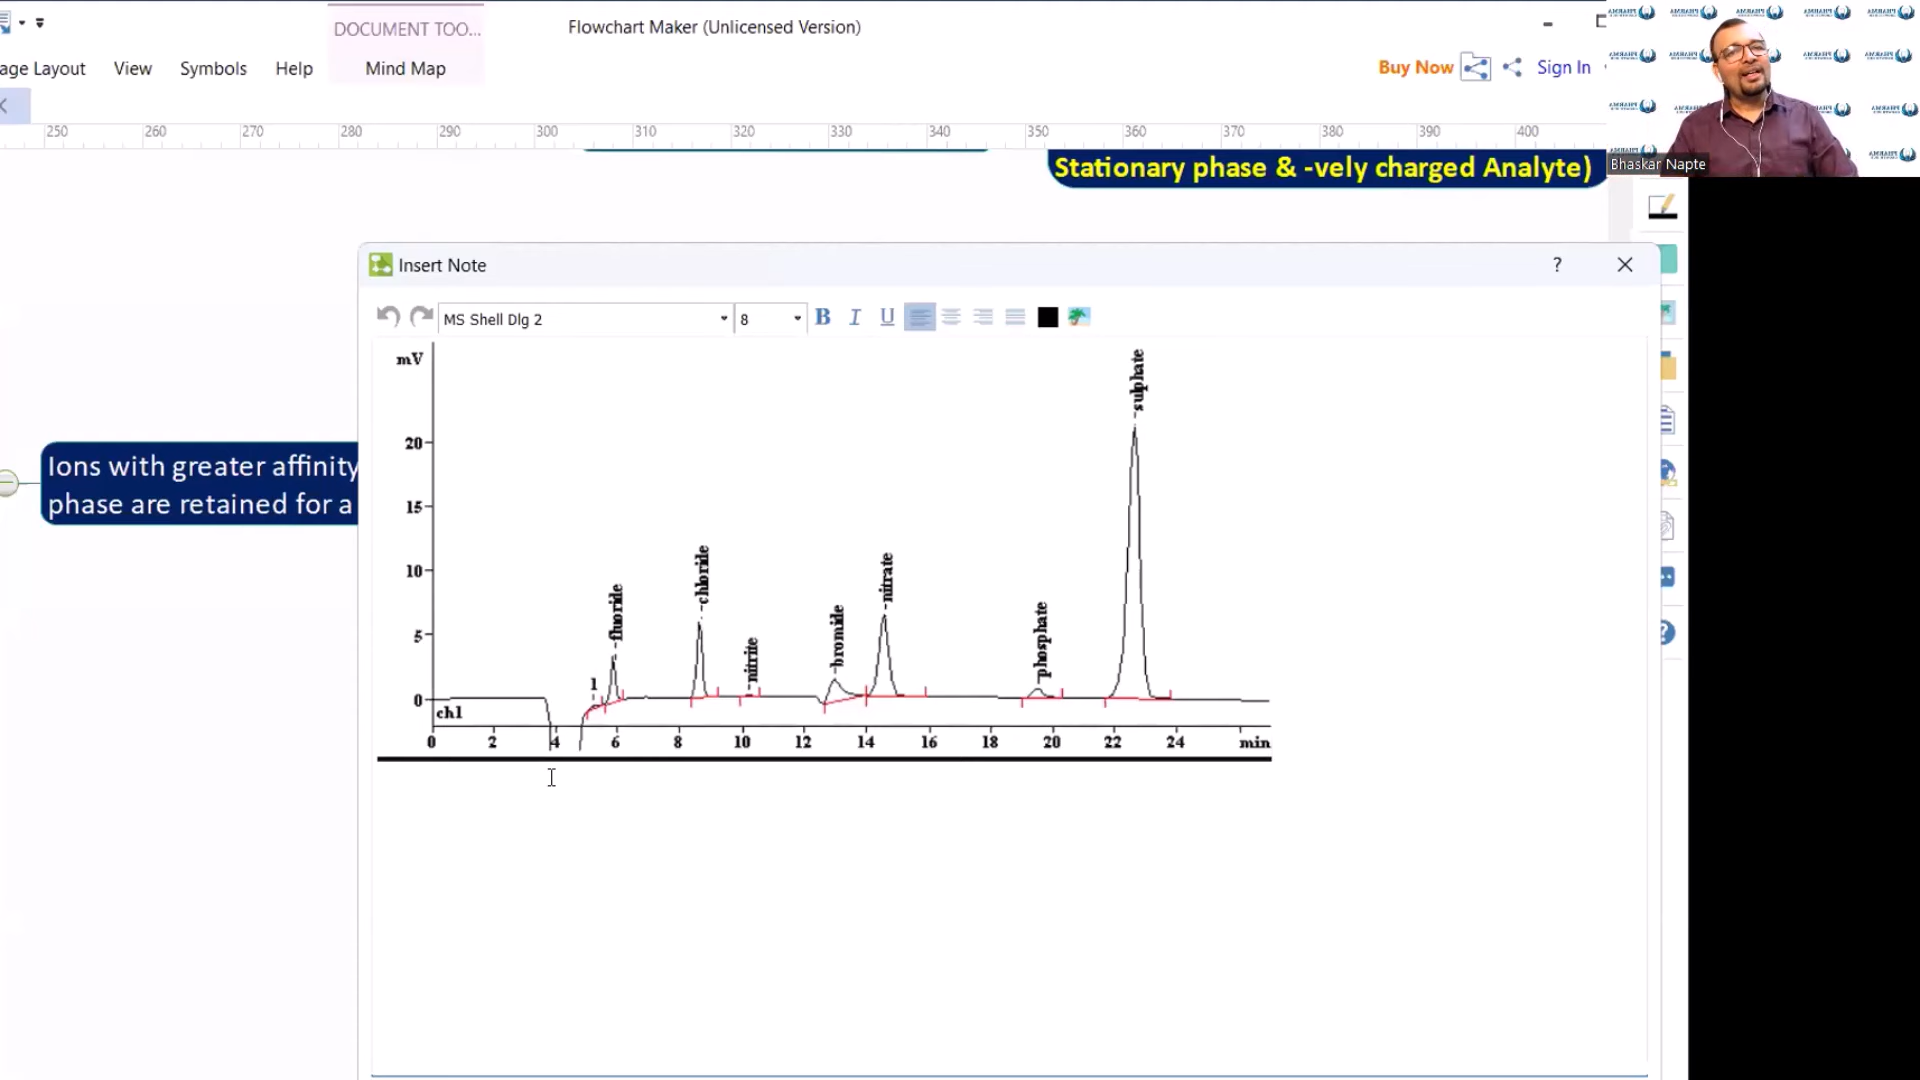 DOCUMENT TOO...
Flowchart Maker (Unlicensed Version)
age Layout
View
Symbols
Help
Mind Map
Buy Now
Sign In
250 260 270 280 290 300 310 320 330 340 350 360 370 380 390 400
Bhaskar Napte
Stationary phase & -vely charged Analyte)
Insert Note
?
MS Shell Dlg 2
8
B I U
Ions with greater affinity
phase are retained for a
mV
20
15
10
5
0
1
fluoride
chloride
nitrite
bromide
nitrate
phosphate
sulphate
ch1
0 2 4 6 8 10 12 14 16 18 20 22 24 min